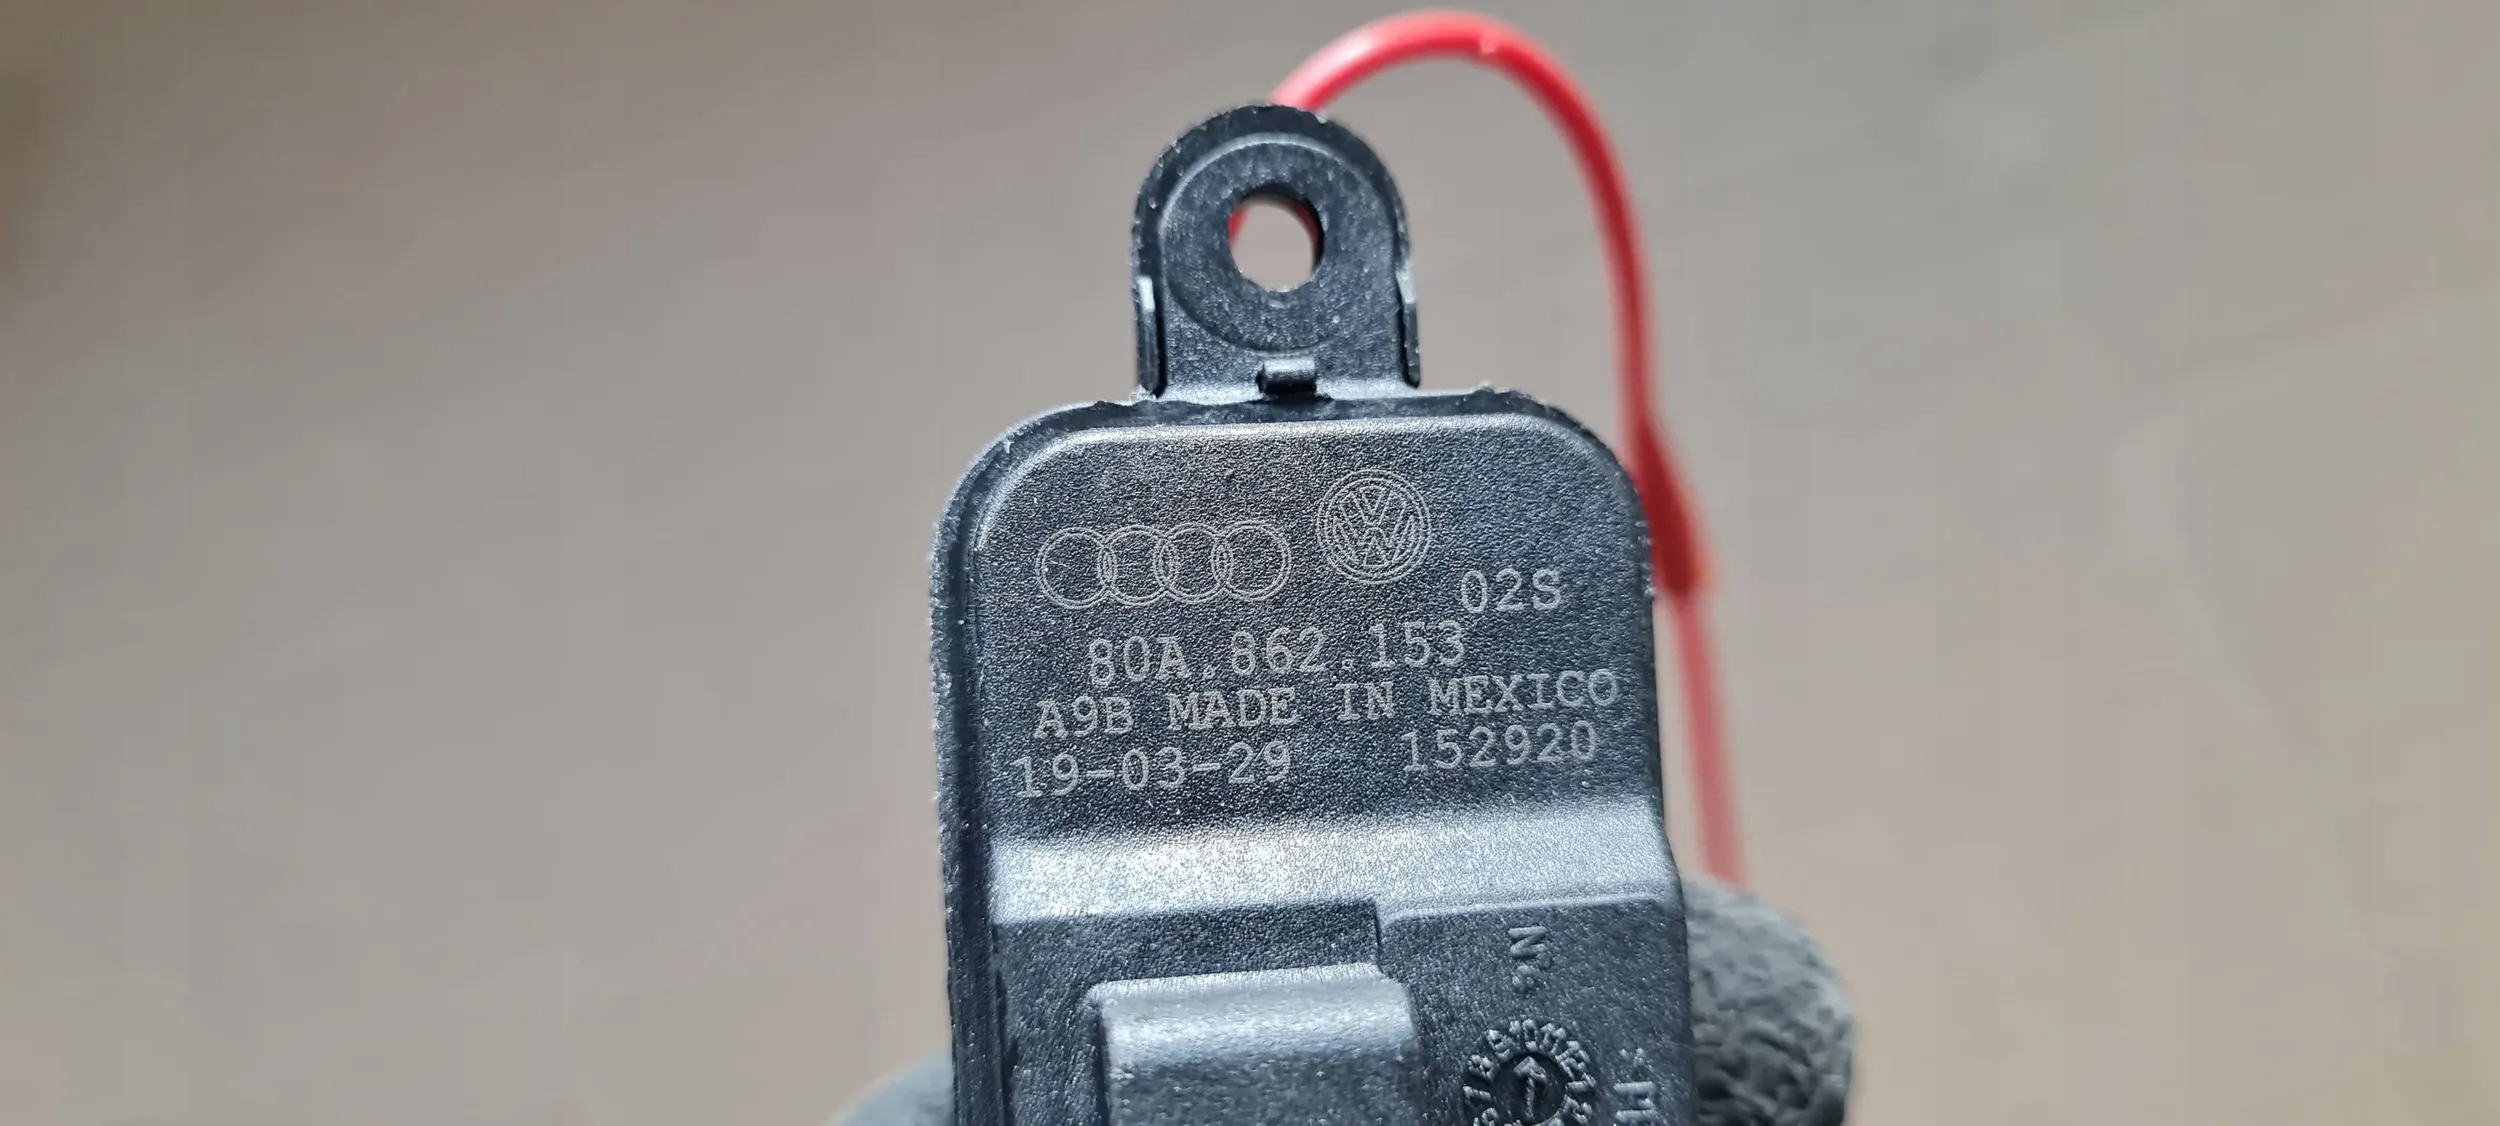 02S
80A.862.153
A9B MADE IN MEXICO
19-03-29 152920